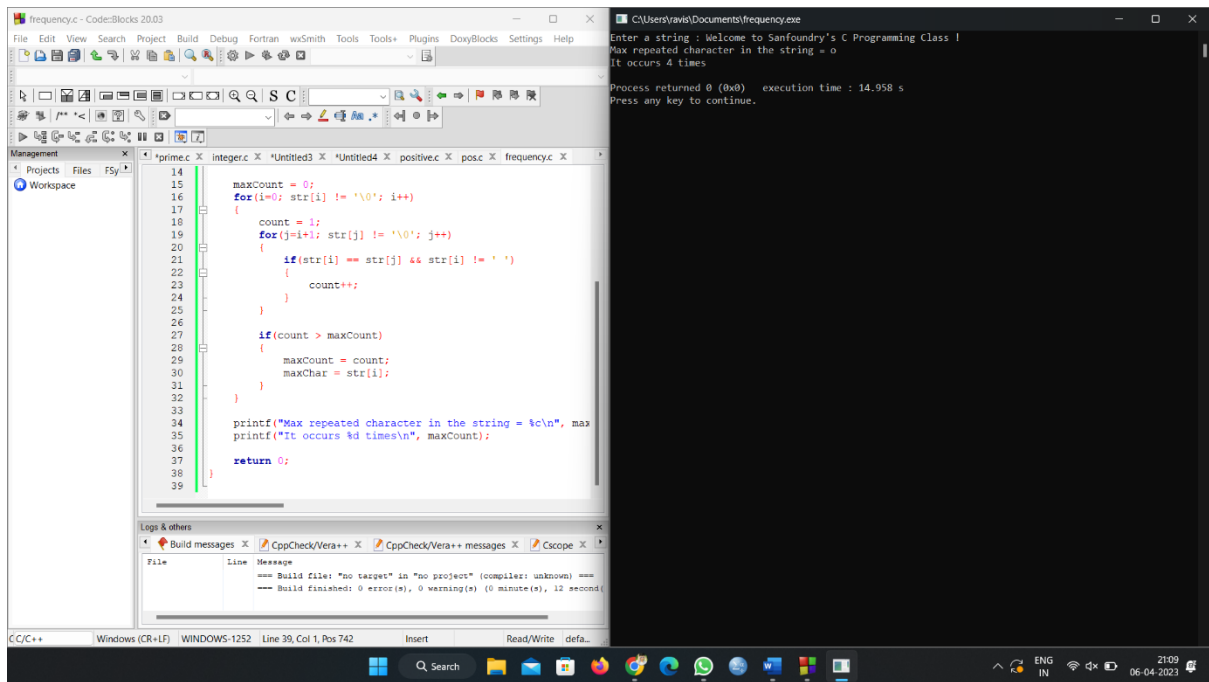 frequency.c - Code::Blocks 20.03
File Edit View Search Project Build Debug Fortran wxSmith Tools Tools+ Plugins DoxyBlocks Settings Help
S C
/** *<
Aa .*
Management
Projects Files FSy
Workspace
*prime.c X integer.c X *Untitled3 X *Untitled4 X positive.c X pos.c X frequency.c X
14
15 maxCount = 0;
16 for(i=0; str[i] != '\0'; i++)
17 {
18 count = 1;
19 for(j=i+1; str[j] != '\0'; j++)
20 {
21 if(str[i] == str[j] && str[i] != ' ')
22 {
23 count++;
24 }
25 }
26
27 if(count > maxCount)
28 {
29 maxCount = count;
30 maxChar = str[i];
31 }
32 }
33
34 printf("Max repeated character in the string = %c\n", max
35 printf("It occurs %d times\n", maxCount);
36
37 return 0;
38 }
39
Logs & others
Build messages X CppCheck/Vera++ X CppCheck/Vera++ messages X Cscope X
File Line Message
=== Build file: "no target" in "no project" (compiler: unknown) ===
=== Build finished: 0 error(s), 0 warning(s) (0 minute(s), 12 second(
C/C++ Windows (CR+LF) WINDOWS-1252 Line 39, Col 1, Pos 742 Insert Read/Write defa...
C:\Users\ravis\Documents\frequency.exe
Enter a string : Welcome to Sanfoundry's C Programming Class !
Max repeated character in the string = o
It occurs 4 times
Process returned 0 (0x0) execution time : 14.958 s
Press any key to continue.
Search
ENG
IN
21:09
06-04-2023